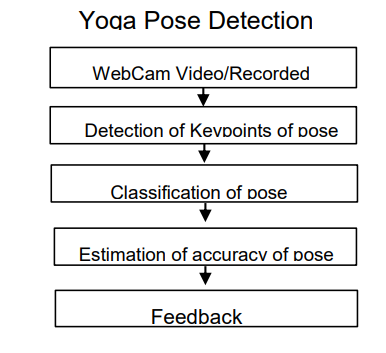 Yoga Pose Detection
WebCam Video/Recorded
Detection of Keypoints of pose
Classification of pose
Estimation of accuracy of pose
Feedback